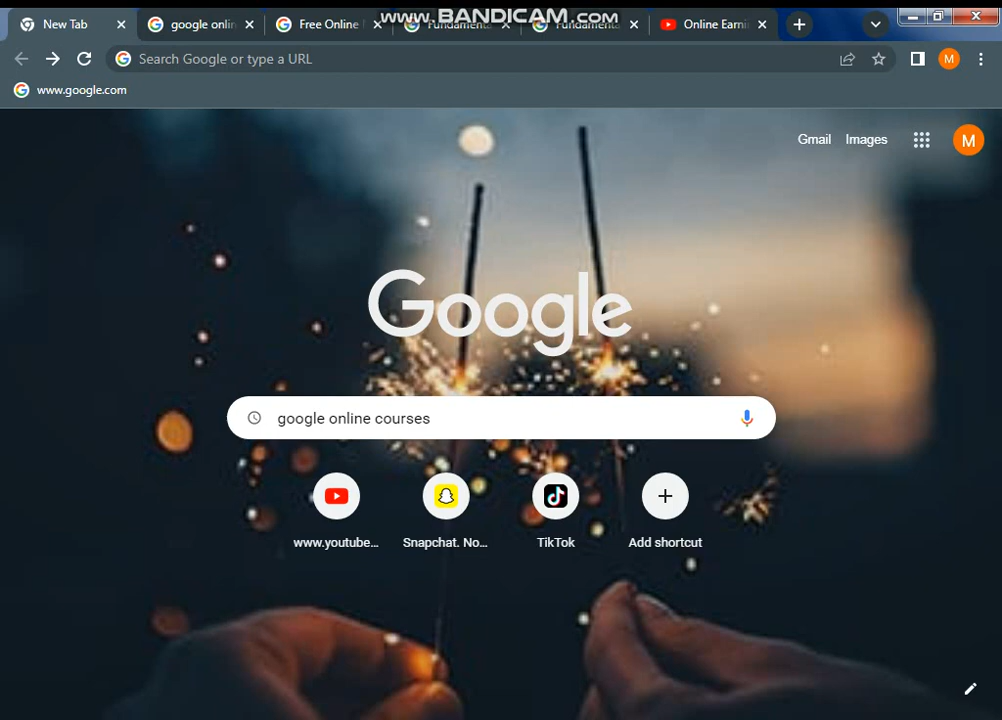 www.BANDICAM.com
New Tab
google onlin
Free Online
Fundamenta
Fundamenta
Online Earni
Search Google or type a URL
M
www.google.com
Gmail
Images
M
Google
google online courses
www.youtube...
Snapchat. No...
TikTok
Add shortcut